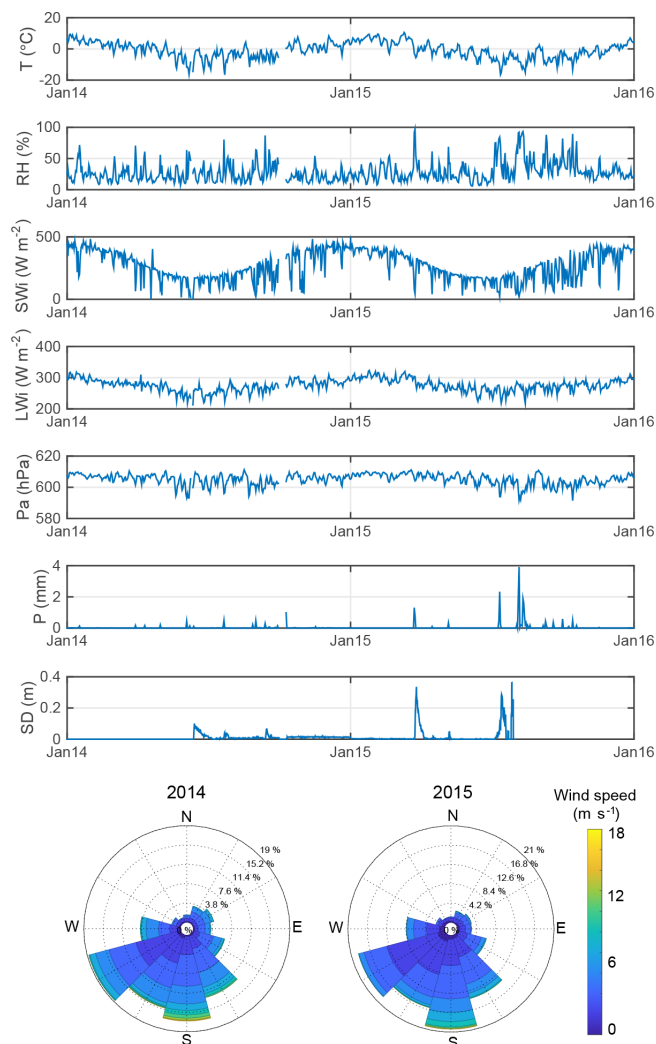 20
0
-20
T (°C)
Jan14
Jan15
Jan16
100
50
0
RH (%)
Jan14
Jan15
Jan16
500
0
SWi (W m-2)
Jan14
Jan15
Jan16
400
300
200
LWi (W m-2)
Jan14
Jan15
Jan16
620
600
580
Pa (hPa)
Jan14
Jan15
Jan16
4
2
0
P (mm)
Jan14
Jan15
Jan16
0.4
0.2
0
SD (m)
Jan14
Jan15
Jan16
2014
N
19 %
15.2 %
11.4 %
7.6 %
3.8 %
W
E
S
2015
N
21 %
16.8 %
12.6 %
8.4 %
4.2 %
0 %
W
E
S
Wind speed
(m s-1)
18
12
6
0